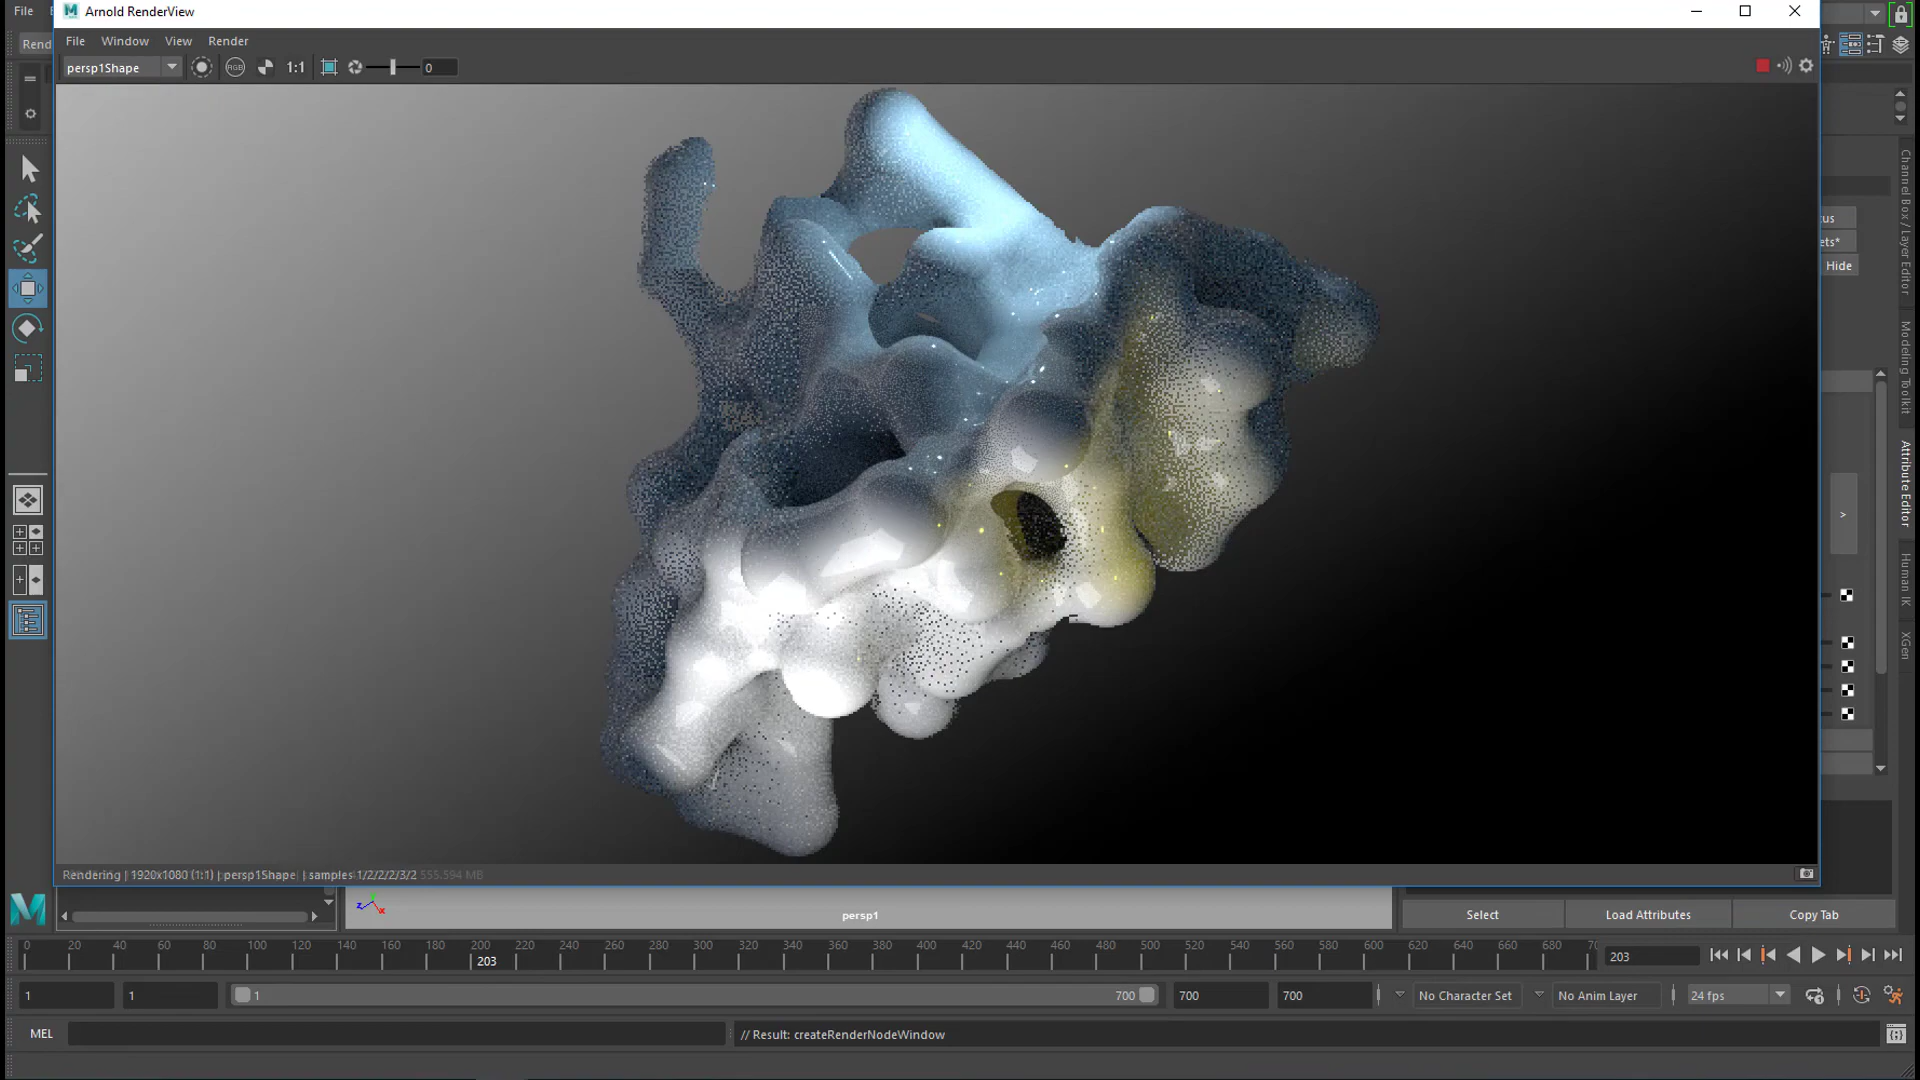 File
Arnold RenderView
Rend
File Window View Render
persp1Shape
RGB
1:1
0
Hide
Channel Box / Layer Editor
Modeling Toolkit
Attribute Editor
Human IK
XGen
>
Rendering | 1920x1080 (1:1) | persp1Shape | samples 1/2/2/2/3/2 555.594 MB
z x
persp1
Select Load Attributes Copy Tab
0 20 40 60 80 100 120 140 160 180 200 220 240 260 280 300 320 340 360 380 400 420 440 460 480 500 520 540 560 580 600 620 640 660 680
203
203
1 1 1 700 700 700 No Character Set No Anim Layer 24 fps
MEL
// Result: createRenderNodeWindow